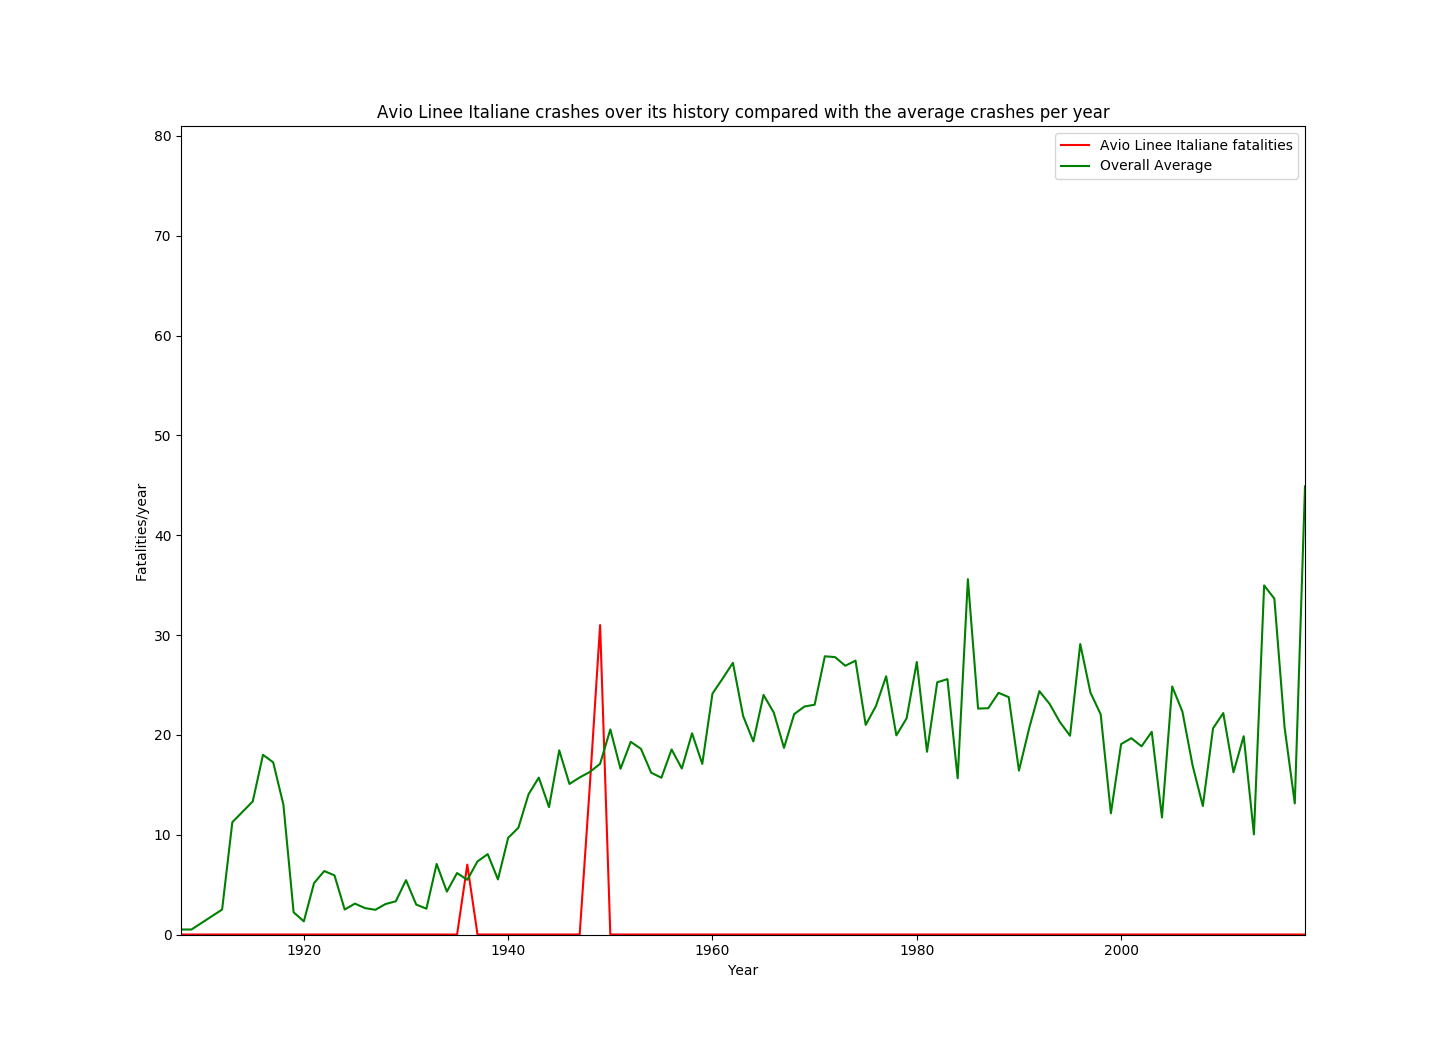 Avio Linee Italiane crashes over its history compared with the average crashes per year
Avio Linee Italiane fatalities
Overall Average
80
70
60
50
40
30
20
10
0
Fatalities/year
1920
1940
1960
1980
2000
Year